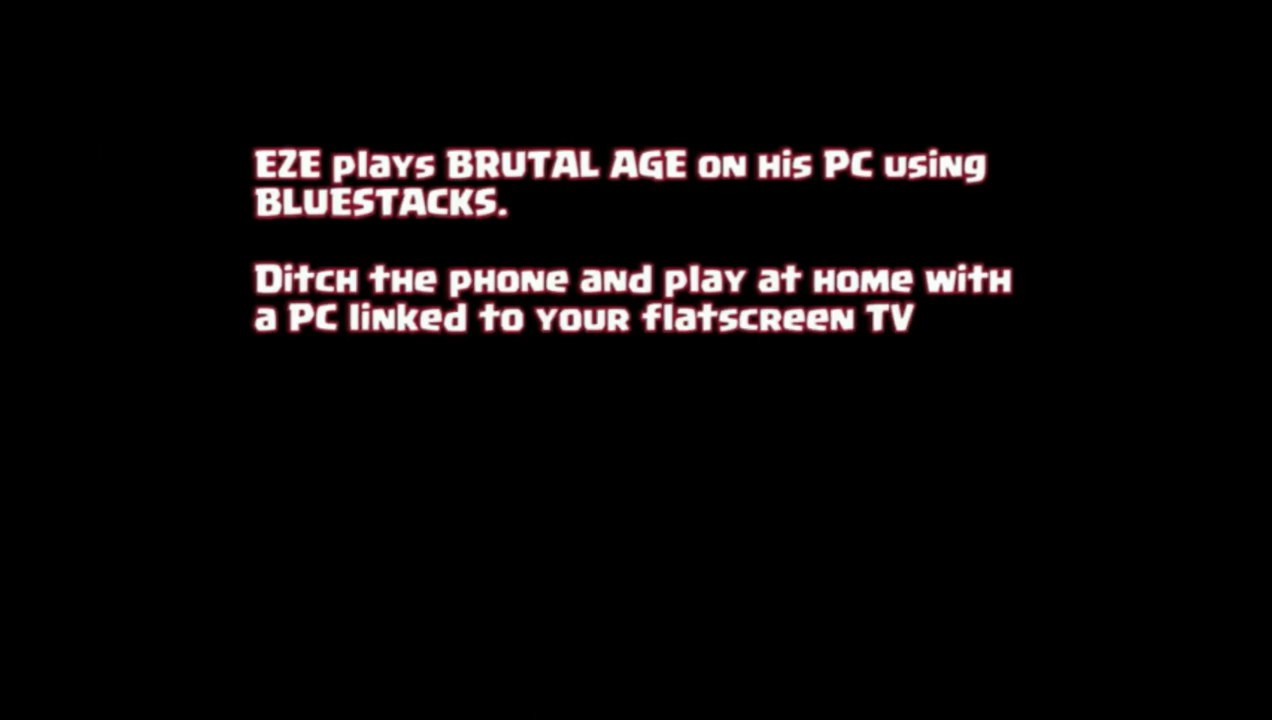 EZE plays BRUTAL AGE on his PC using
BLUESTACKS.
Ditch the phone and play at home with
a PC linked to your flatscreen TV